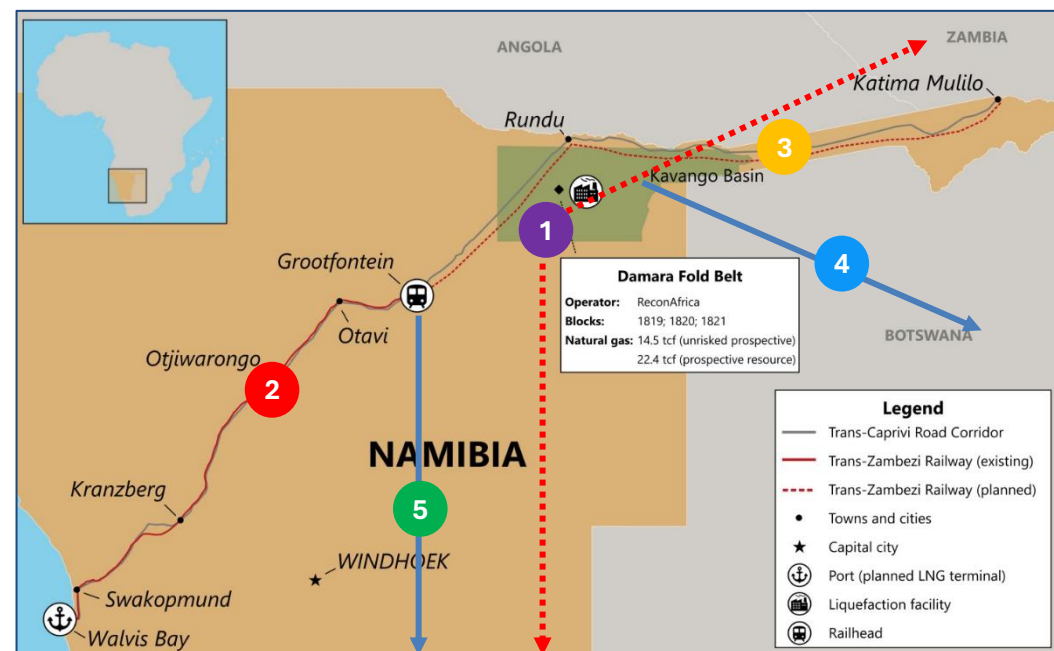 ANGOLA
ZAMBIA
Katima Mulilo
Rundu
3
Kavango Basin
1
4
Grootfontein
Damara Fold Belt
Operator: ReconAfrica
Blocks: 1819; 1820; 1821
Natural gas: 14.5 tcf (unrisked prospective)
22.4 tcf (prospective resource)
Otavi
BOTSWANA
Otjiwarongo
2
NAMIBIA
Kranzberg
5
WINDHOEK
Swakopmund
Walvis Bay
Legend
Trans-Caprivi Road Corridor
Trans-Zambezi Railway (existing)
Trans-Zambezi Railway (planned)
Towns and cities
Capital city
Port (planned LNG terminal)
Liquefaction facility
Railhead